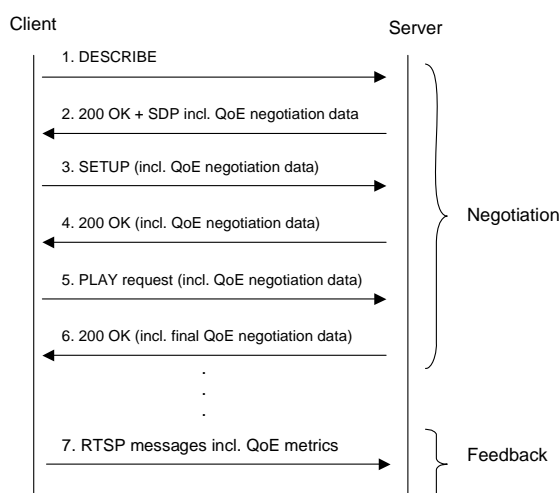 Client
Server
1. DESCRIBE
2. 200 OK + SDP incl. QoE negotiation data
3. SETUP (incl. QoE negotiation data)
4. 200 OK (incl. QoE negotiation data)
Negotiation
5. PLAY request (incl. QoE negotiation data)
6. 200 OK (incl. final QoE negotiation data)
.
.
.
7. RTSP messages incl. QoE metrics
Feedback